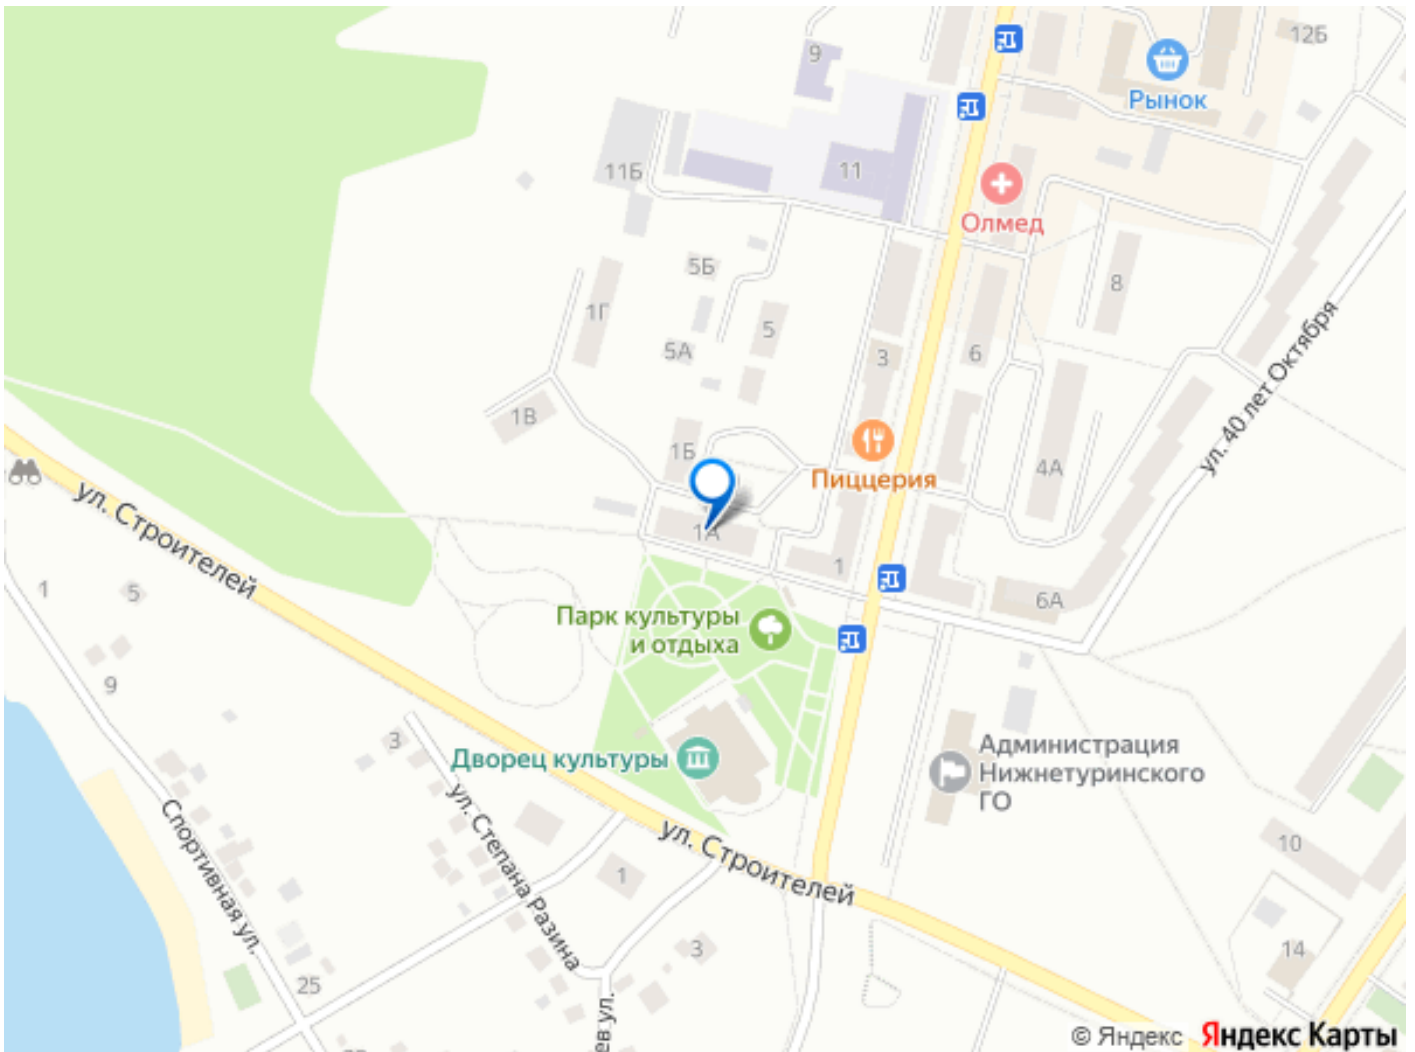 12Б
9
Рынок
11
11Б
Олмед
5Б
8
1Г
5
5А
3
6
ул. 40 лет Октября
1В
1Б
Пиццерия
4А
ул. Строителей
1А
1
1
5
6А
Парк культуры
и отдыха
9
3
Дворец культуры
Администрация
Нижнетуринского
ГО
ул. Степана Разина
Спортивная ул.
ул. Строителей
10
1
3
14
25
ев ул.
© Яндекс Яндекс Карты